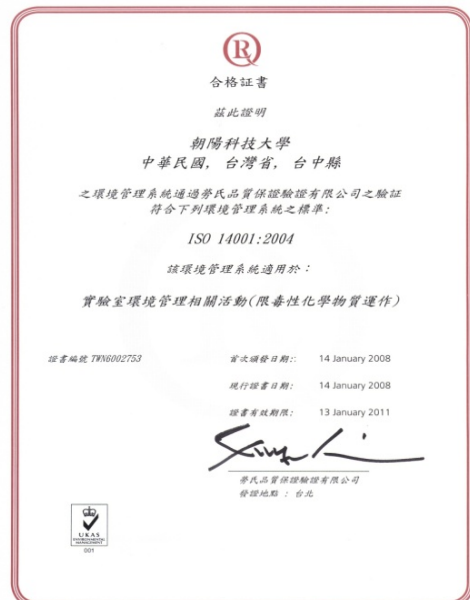 LR
合格証書
茲此證明
朝陽科技大學
中華民國, 台灣省, 台中縣
之環境管理系統通過勞氏品質保證驗證有限公司之驗証
符合下列環境管理系統之標準:
ISO 14001:2004
該環境管理系統適用於：
實驗室環境管理相關活動(限毒性化學物質運作)
證書編號 TWN6002753
首次頒發日期:. 14 January 2008
現行證書日期: 14 January 2008
證書有效期限: 13 January 2011
勞氏品質保證驗證有限公司
發證地點 : 台北
UKAS
ENVIRONMENTAL
MANAGEMENT
001